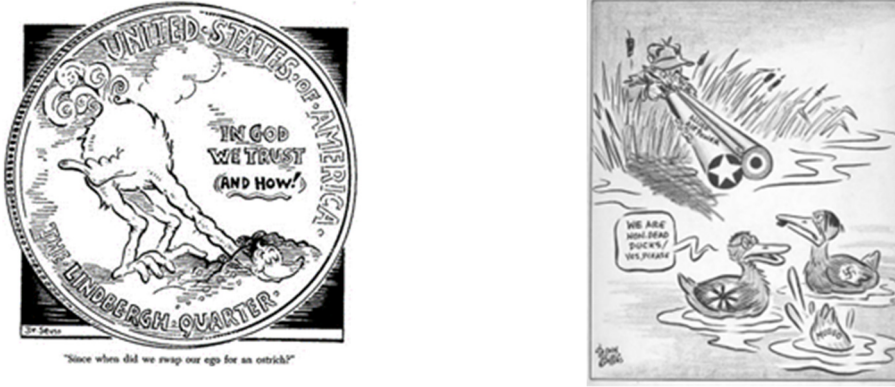 UNITED·STATES·OF·AMERICA·
IN GOD
WE TRUST
(AND HOW!)
THE·LINDBERGH·QUARTER·
Dr. Seuss
"Since when did we swap our ego for an ostrich?"
WE ARE
NON-DEAD
DUCKS!
YES, PLEASE
MUSSO